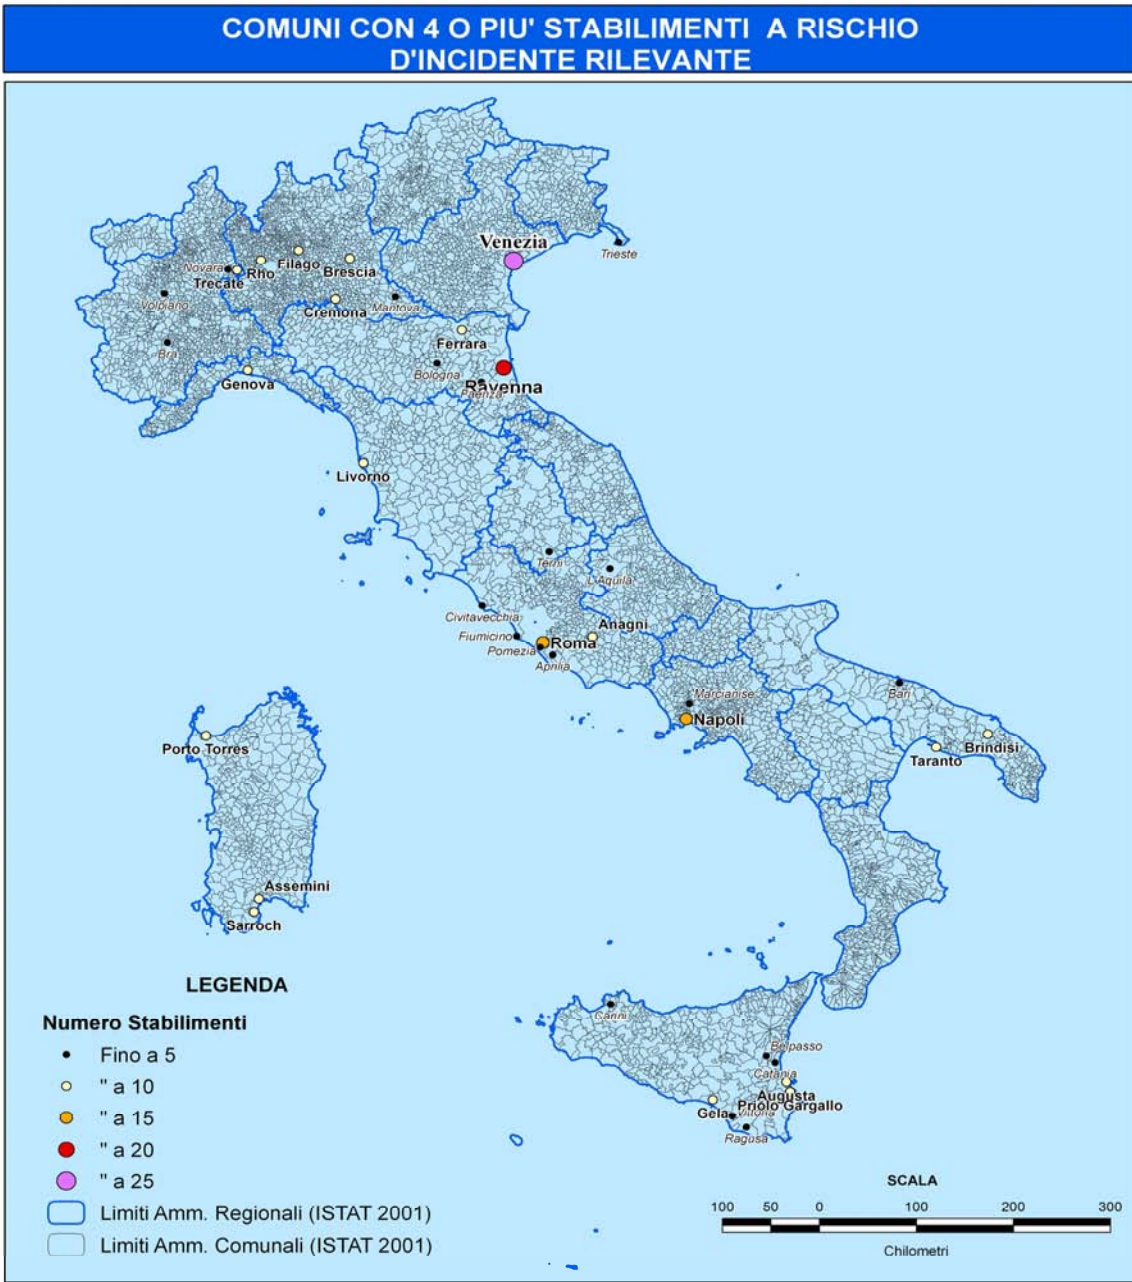 COMUNI CON 4 O PIU' STABILIMENTI A RISCHIO
D'INCIDENTE RILEVANTE
Venezia
Trieste
Novara
Trecate
Rho
Filago
Brescia
Volpiano
Cremona
Mantova
Bra
Ferrara
Bologna
Genova
Ravenna
Faenza
Livorno
Terni
L'Aquila
Civitavecchia
Anagni
Fiumicino
Roma
Pomezia
Aprilia
Marcianise
Bari
Napoli
Porto Torres
Brindisi
Taranto
Assemini
Sarroch
Carini
Belpasso
Catania
Augusta
Priolo Gargallo
Gela
Vittoria
Ragusa
LEGENDA
Numero Stabilimenti
Fino a 5
" a 10
" a 15
" a 20
" a 25
Limiti Amm. Regionali (ISTAT 2001)
Limiti Amm. Comunali (ISTAT 2001)
SCALA
100 50 0 100 200 300
Chilometri